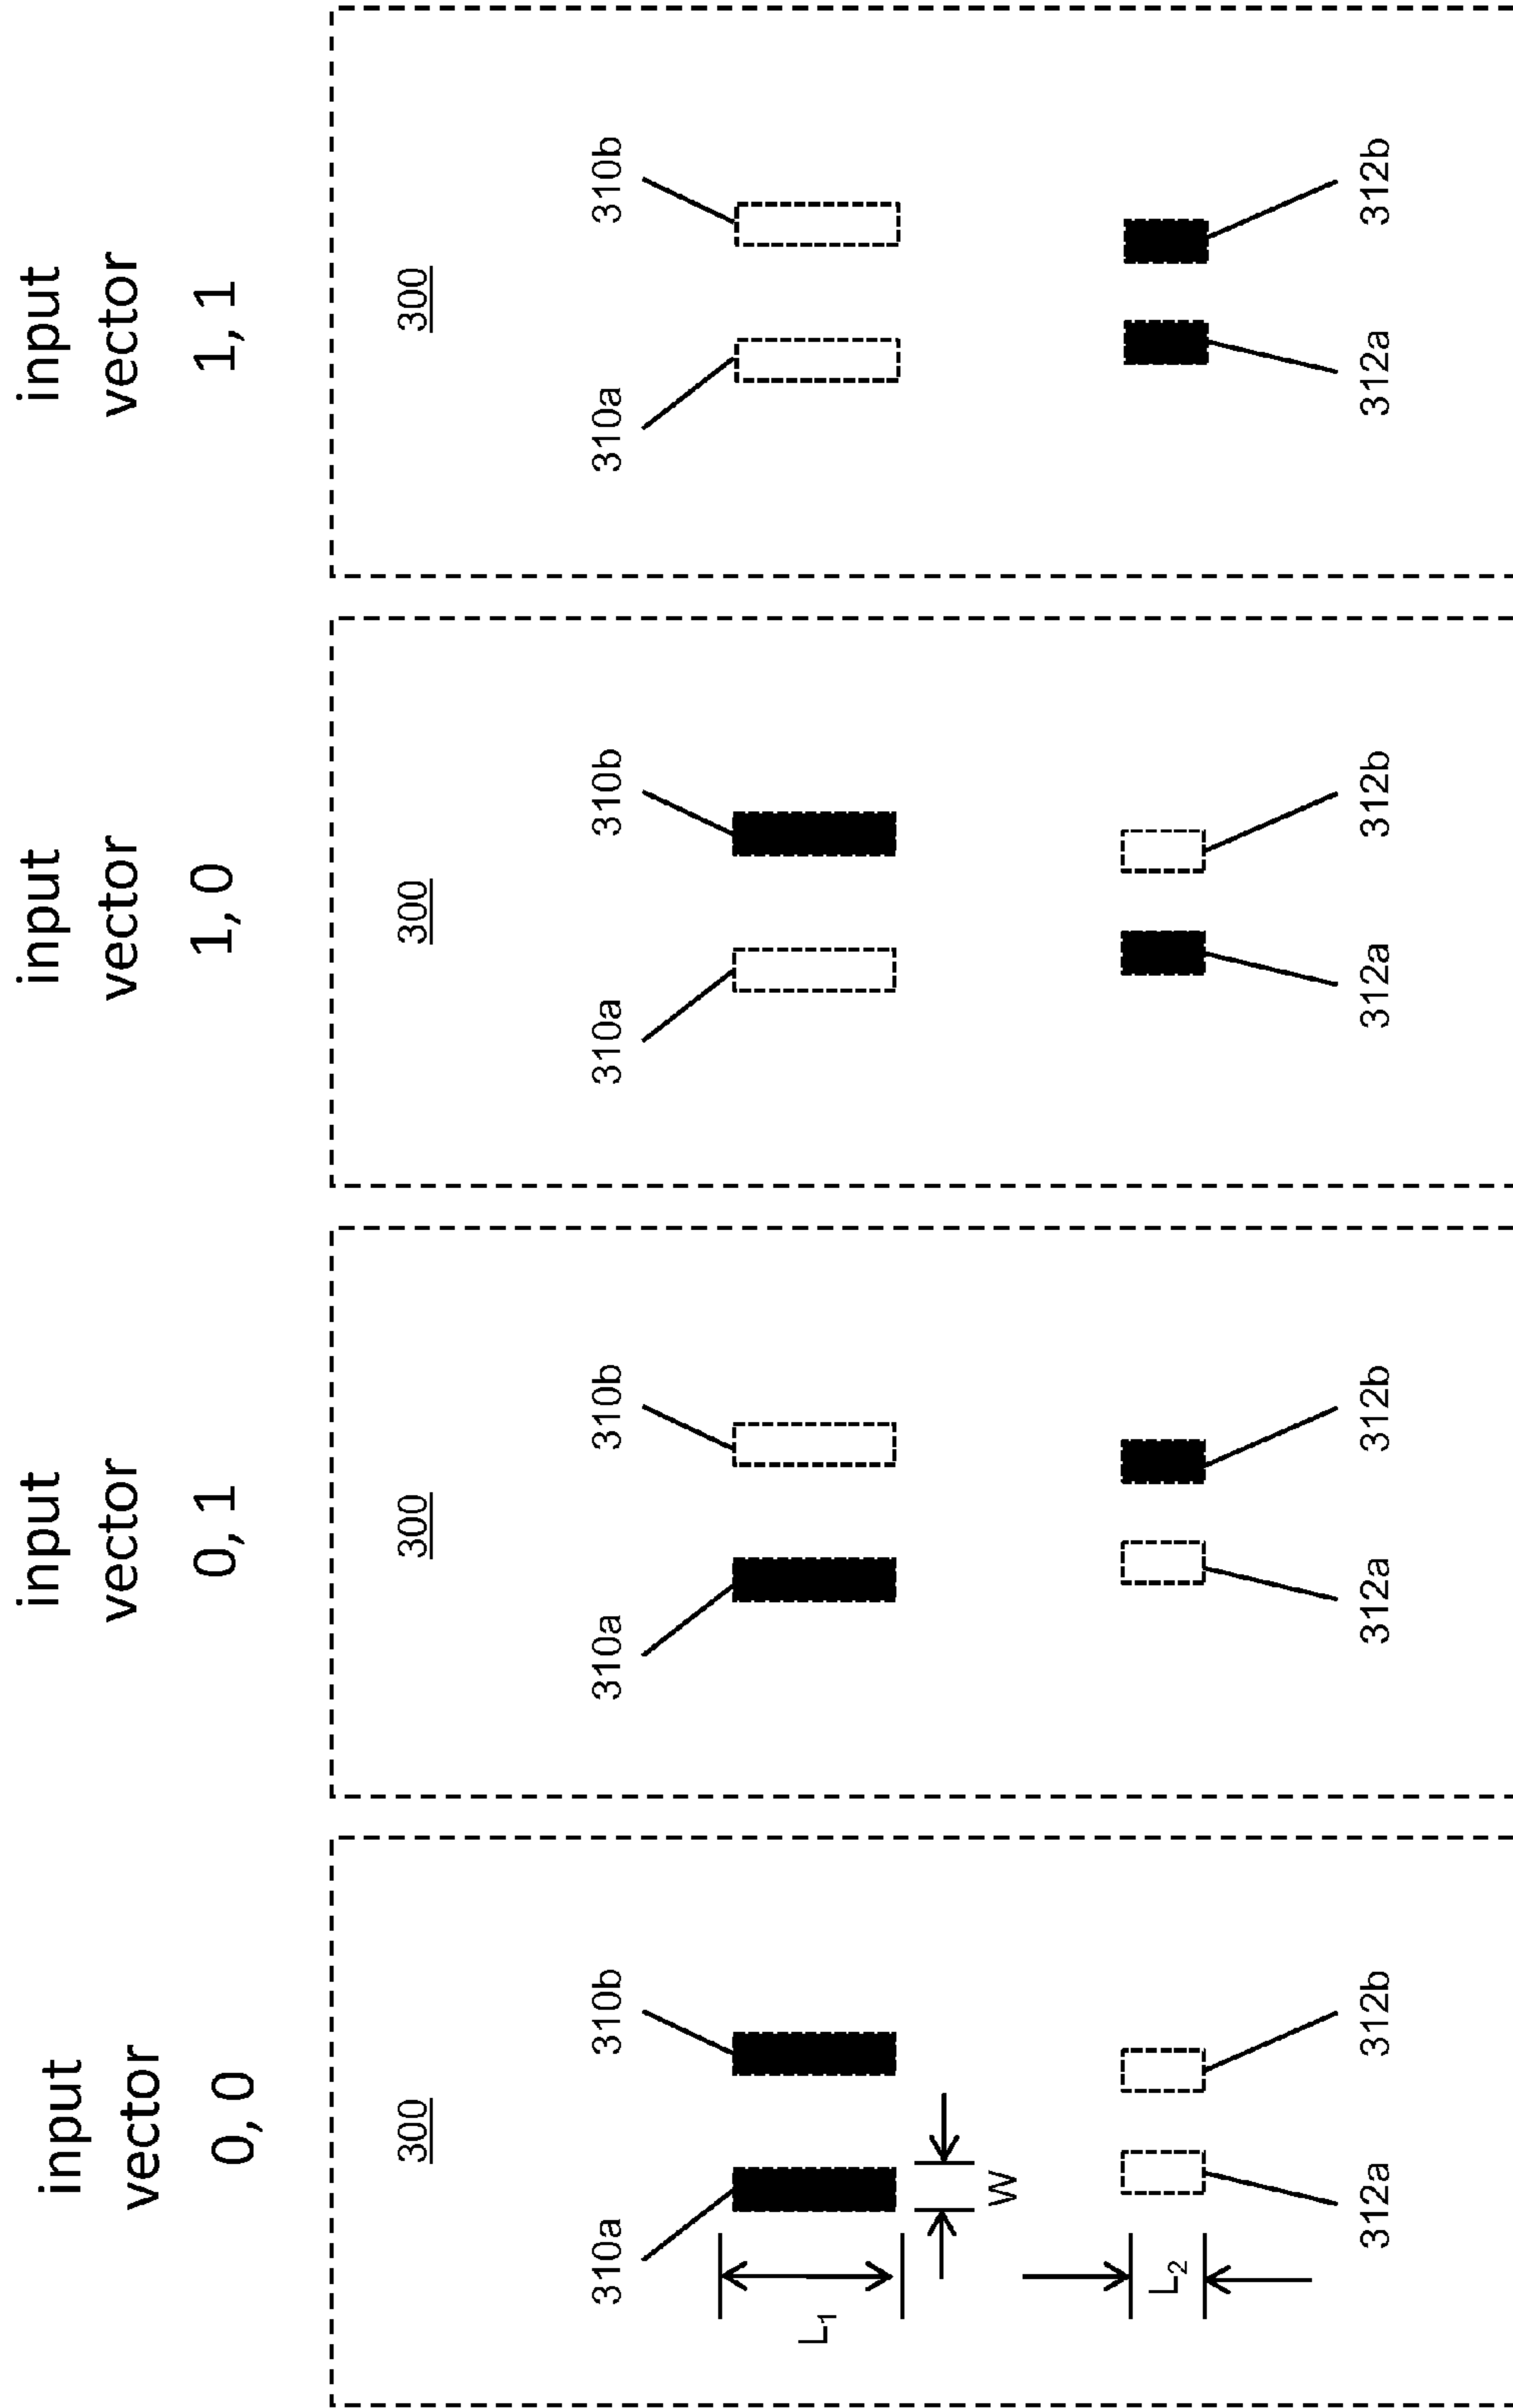 input
vector
0, 0
300
310a 310b
L₁
W
L₂
312a 312b
input
vector
0, 1
300
310a 310b
312a 312b
input
vector
1, 0
300
310a 310b
312a 312b
input
vector
1, 1
300
310a 310b
312a 312b